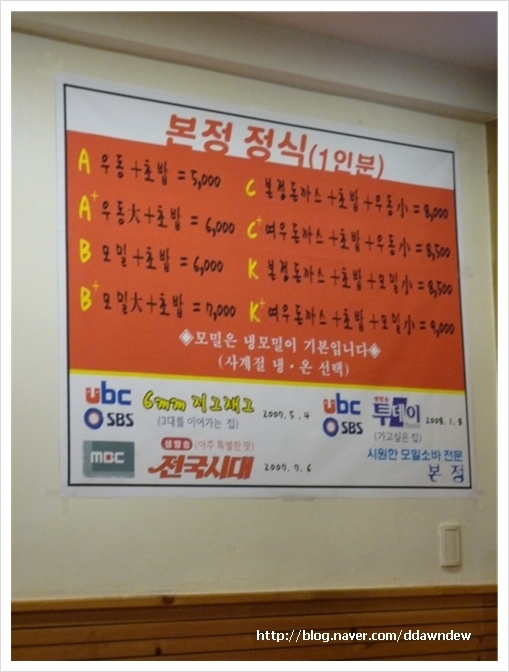 본정 정식(1인분)
A 우동+초밥 = 5,000
A+ 우동大+초밥 = 6,000
B 모밀+초밥 = 6,000
B+ 모밀大+초밥 = 7,000
C 본정돈까스+초밥+우동小 = 8,000
C+ 여우돈까스+초밥+우동小 = 8,500
K 본정돈까스+초밥+모밀小 = 8,500
K+ 여우돈까스+초밥+모밀小 = 9,000
◈모밀은 냉모밀이 기본입니다◈
(사계절 냉·온 선택)
ubc SBS 6mm 지그재그 2007. 5. 4
(3대를 이어가는 집)
ubc SBS 생방송 투데이 2008. 1. 8
(가고싶은 집)
mbc 생방송 (아주 특별한 맛)
전국시대 2007. 7. 6
시원한 모밀소바 전문
본 정
http://blog.naver.com/ddawndew